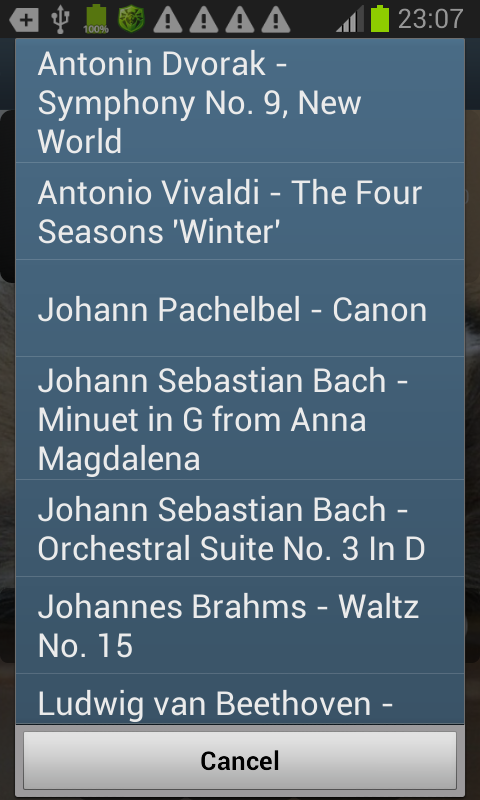 100%
23:07
Antonin Dvorak -
Symphony No. 9, New
World
Antonio Vivaldi - The Four
Seasons 'Winter'
Johann Pachelbel - Canon
Johann Sebastian Bach -
Minuet in G from Anna
Magdalena
Johann Sebastian Bach -
Orchestral Suite No. 3 In D
Johannes Brahms - Waltz
No. 15
Ludwig van Beethoven -
Cancel